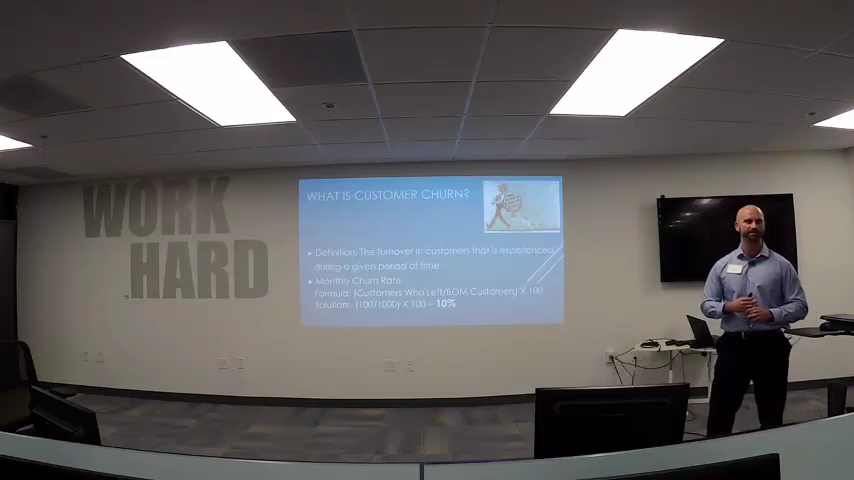 WORK
HARD
WHAT IS CUSTOMER CHURN?
Definition: The turnover in customers that is experienced
during a given period of time
Monthly Churn Rate
Formula: (Customers Who Left/BOM Customers) X 100
Solution: (100/1000) X 100 = 10%